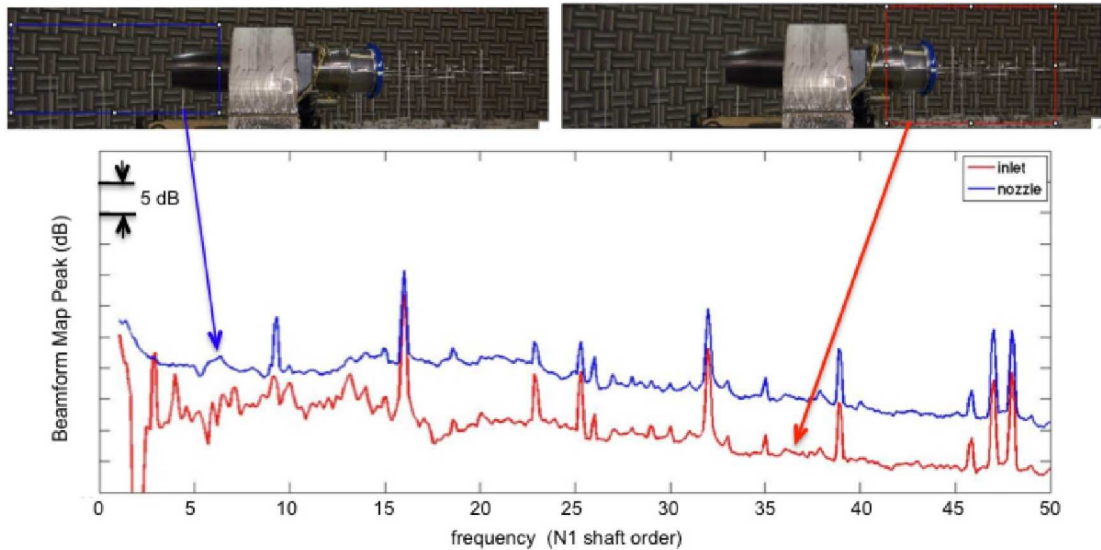 inlet
nozzle
5 dB
Beamform Map Peak (dB)
0 5 10 15 20 25 30 35 40 45 50
frequency (N1 shaft order)